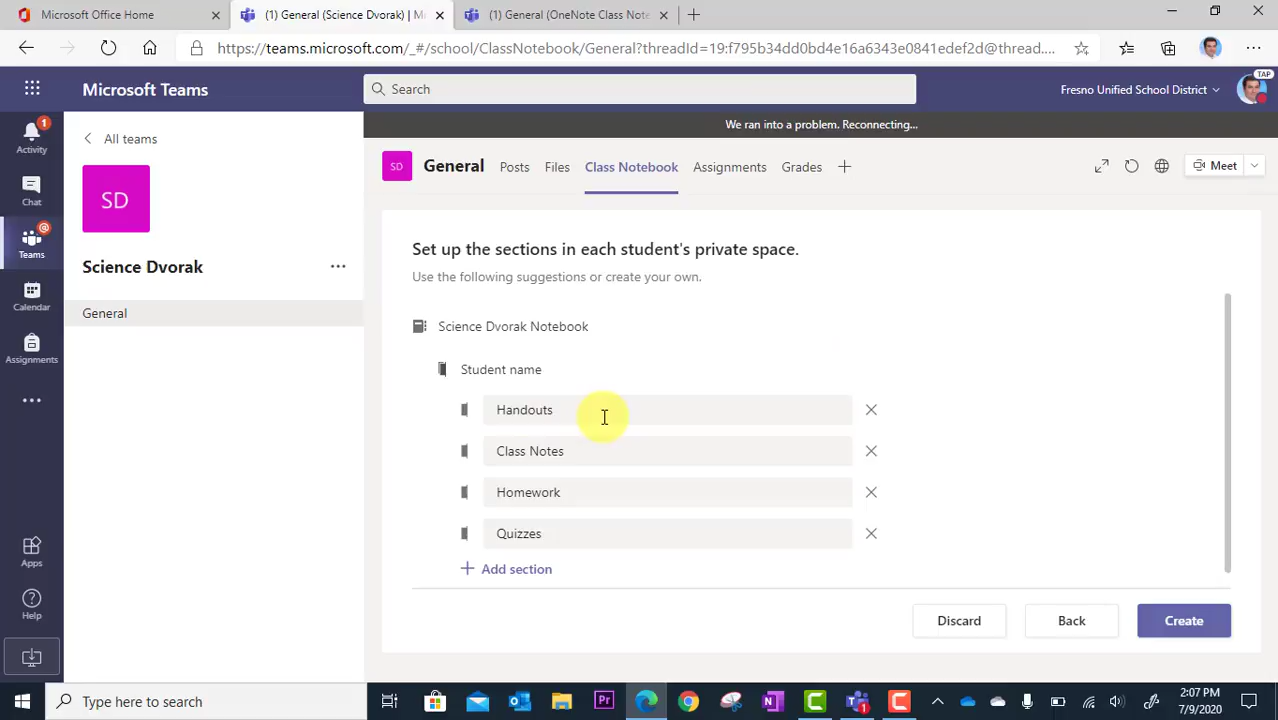 Microsoft Office Home
(1) General (Science Dvorak) | Mi
(1) General (OneNote Class Note
https://teams.microsoft.com/_#/school/ClassNotebook/General?threadId=19:f795b34dd0bd4e16a6343e0841edef2d@thread....
Microsoft Teams
Search
Fresno Unified School District
TAP
We ran into a problem. Reconnecting...
1
Activity
Chat
@
Teams
Calendar
Assignments
Apps
Help
All teams
SD
Science Dvorak
General
SD
General
Posts
Files
Class Notebook
Assignments
Grades
Meet
Set up the sections in each student's private space.
Use the following suggestions or create your own.
Science Dvorak Notebook
Student name
Handouts
Class Notes
Homework
Quizzes
Add section
Discard
Back
Create
Type here to search
Pr
2:07 PM
7/9/2020